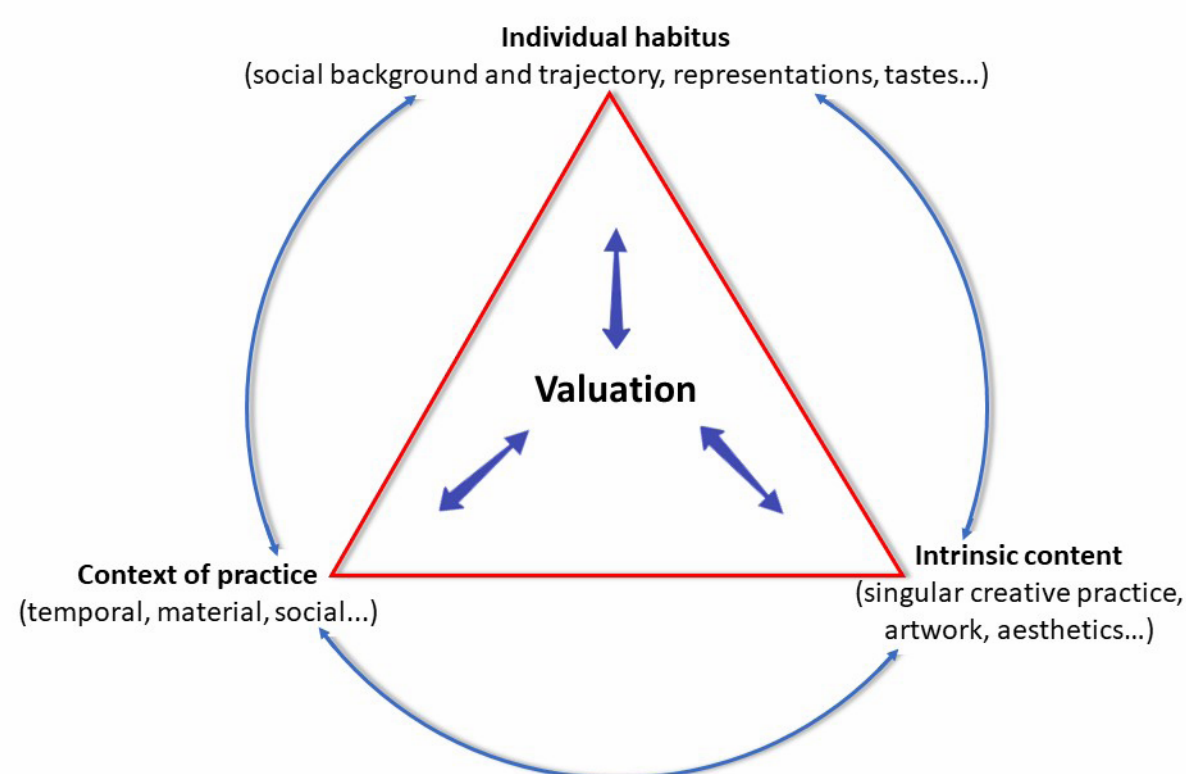 Individual habitus
(social background and trajectory, representations, tastes...)
Valuation
Context of practice
(temporal, material, social...)
Intrinsic content
(singular creative practice,
artwork, aesthetics...)